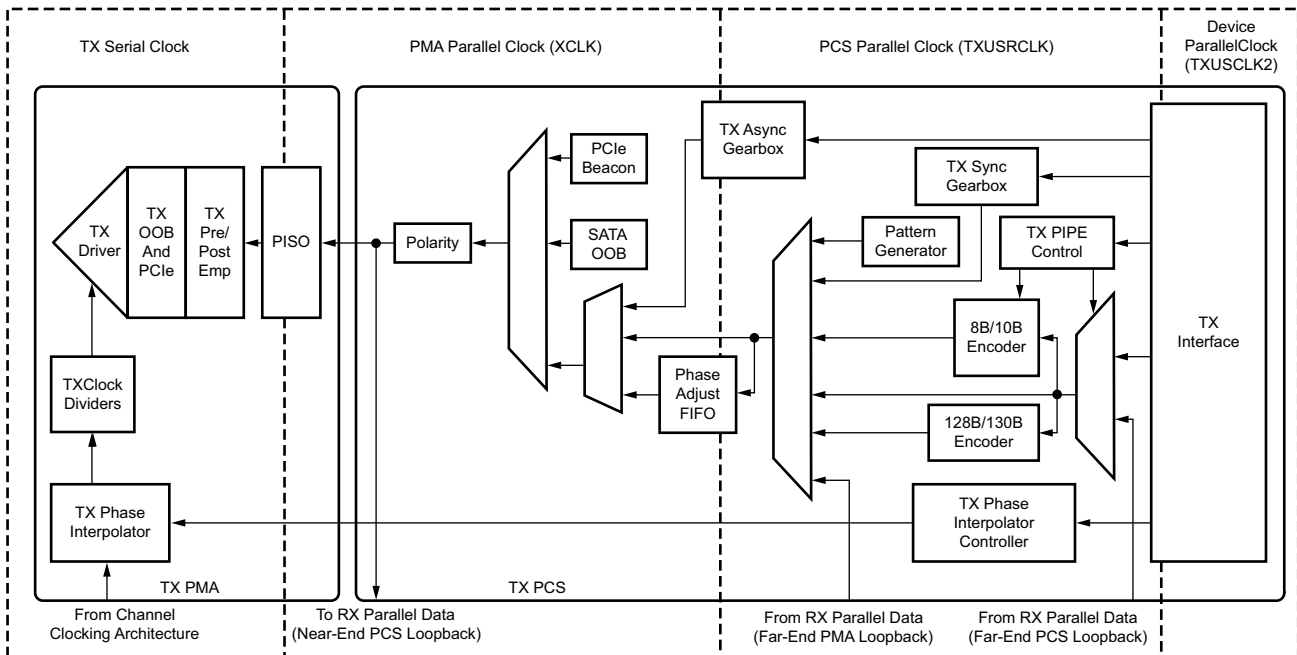 TX Serial Clock
PMA Parallel Clock (XCLK)
PCS Parallel Clock (TXUSRCLK)
Device
ParallelClock
(TXUSCLK2)
TX
Driver
TX
OOB
And
PCIe
TX
Pre/
Post
Emp
PISO
Polarity
PCIe
Beacon
SATA
OOB
TX Async
Gearbox
TX Sync
Gearbox
Pattern
Generator
TX PIPE
Control
8B/10B
Encoder
128B/130B
Encoder
Phase
Adjust
FIFO
TX
Interface
TXClock
Dividers
TX Phase
Interpolator
TX Phase
Interpolator
Controller
TX PMA
TX PCS
From Channel
Clocking Architecture
To RX Parallel Data
(Near-End PCS Loopback)
From RX Parallel Data
(Far-End PMA Loopback)
From RX Parallel Data
(Far-End PCS Loopback)